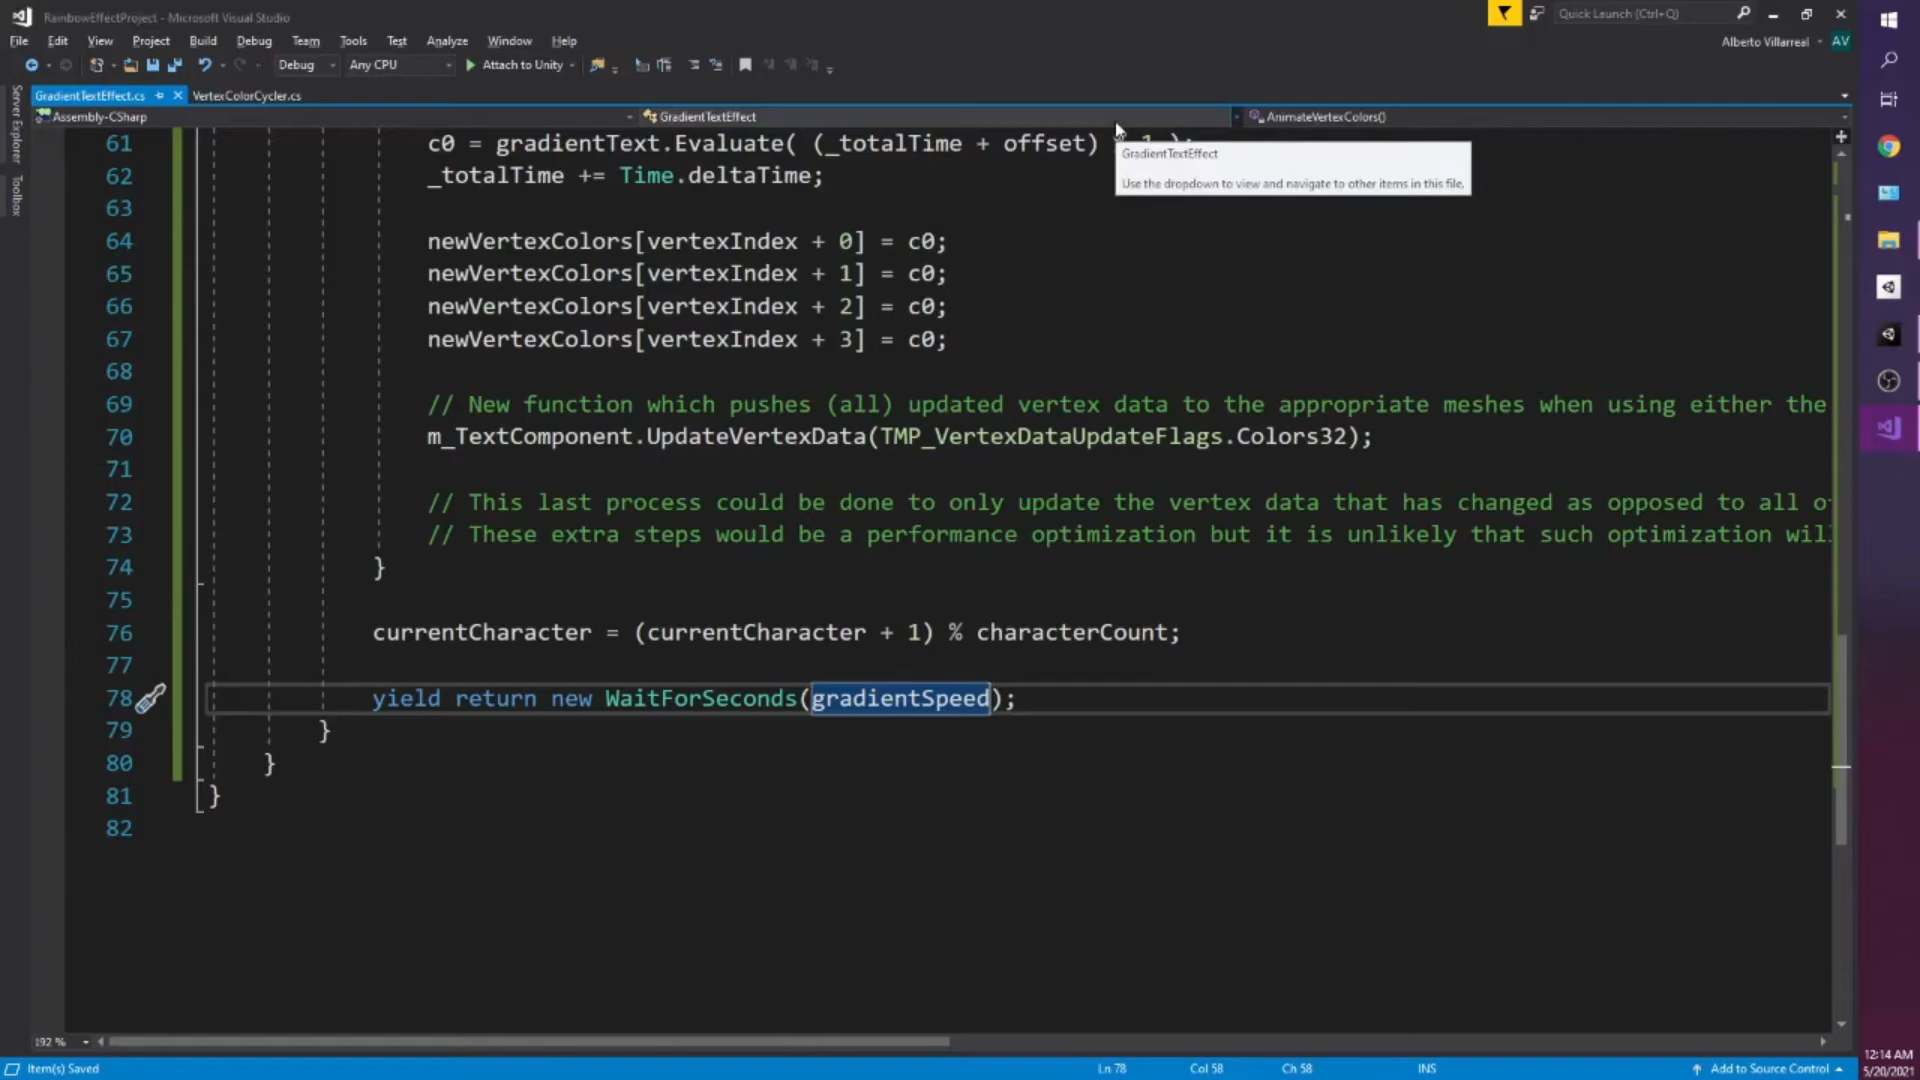 RainbowEffectProject - Microsoft Visual Studio
Quick Launch (Ctrl+Q)
File Edit View Project Build Debug Team Tools Test Analyze Window Help
Alberto Villarreal AV
Debug Any CPU Attach to Unity
GradientTextEffect.cs VertexColorCycler.cs
Assembly-CSharp GradientTextEffect AnimateVertexColors()
Server Explorer
Toolbox
61 c0 = gradientText.Evaluate( (_totalTime + offset)
GradientTextEffect
Use the dropdown to view and navigate to other items in this file.
62 _totalTime += Time.deltaTime;
63
64 newVertexColors[vertexIndex + 0] = c0;
65 newVertexColors[vertexIndex + 1] = c0;
66 newVertexColors[vertexIndex + 2] = c0;
67 newVertexColors[vertexIndex + 3] = c0;
68
69 // New function which pushes (all) updated vertex data to the appropriate meshes when using either the
70 m_TextComponent.UpdateVertexData(TMP_VertexDataUpdateFlags.Colors32);
71
72 // This last process could be done to only update the vertex data that has changed as opposed to all o
73 // These extra steps would be a performance optimization but it is unlikely that such optimization wil
74 }
75
76 currentCharacter = (currentCharacter + 1) % characterCount;
77
78 yield return new WaitForSeconds(gradientSpeed);
79 }
80 }
81 }
82
192 %
Item(s) Saved Ln 78 Col 58 Ch 58 INS Add to Source Control
12:14 AM
5/20/2021